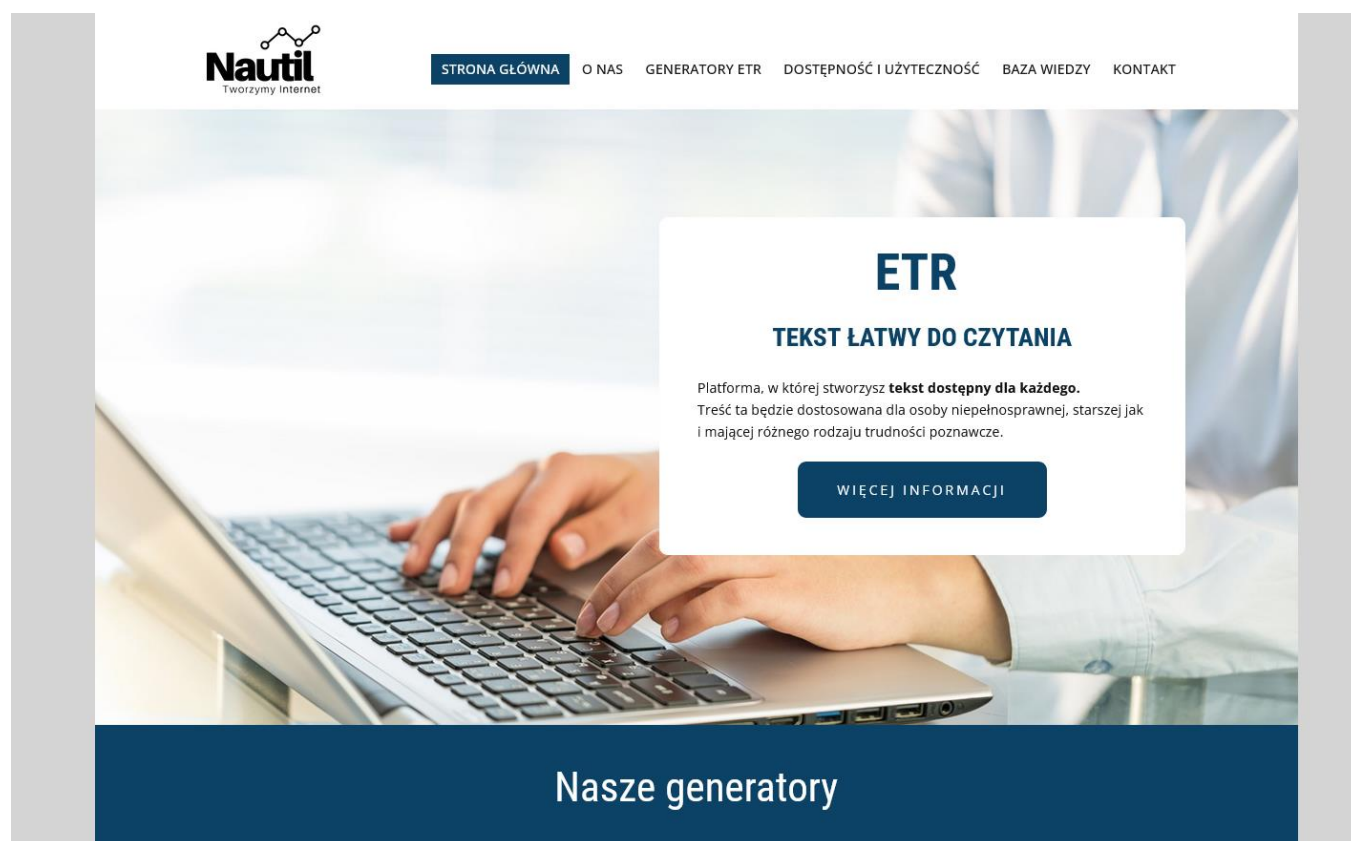 Nautil
Tworzymy Internet
STRONA GŁÓWNA
O NAS
GENERATORY ETR
DOSTĘPNOŚĆ I UŻYTECZNOŚĆ
BAZA WIEDZY
KONTAKT
ETR
TEKST ŁATWY DO CZYTANIA
Platforma, w której stworzysz tekst dostępny dla każdego.
Treść ta będzie dostosowana dla osoby niepełnosprawnej, starszej jak
i mającej różnego rodzaju trudności poznawcze.
WIĘCEJ INFORMACJI
Nasze generatory